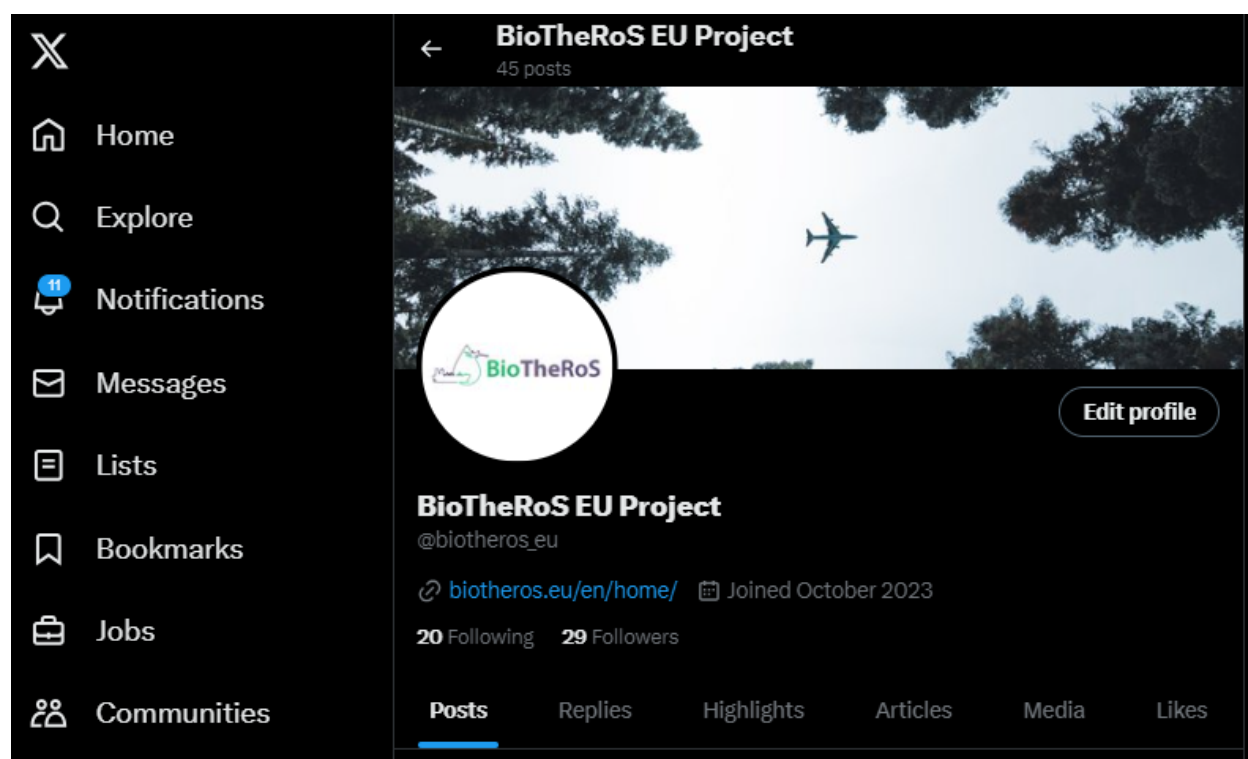 Home
Explore
11
Notifications
Messages
Lists
Bookmarks
Jobs
Communities
BioTheRoS EU Project
45 posts
BioTheRoS
Edit profile
BioTheRoS EU Project
@biotheros_eu
biotheros.eu/en/home/ Joined October 2023
20 Following 29 Followers
Posts Replies Highlights Articles Media Likes